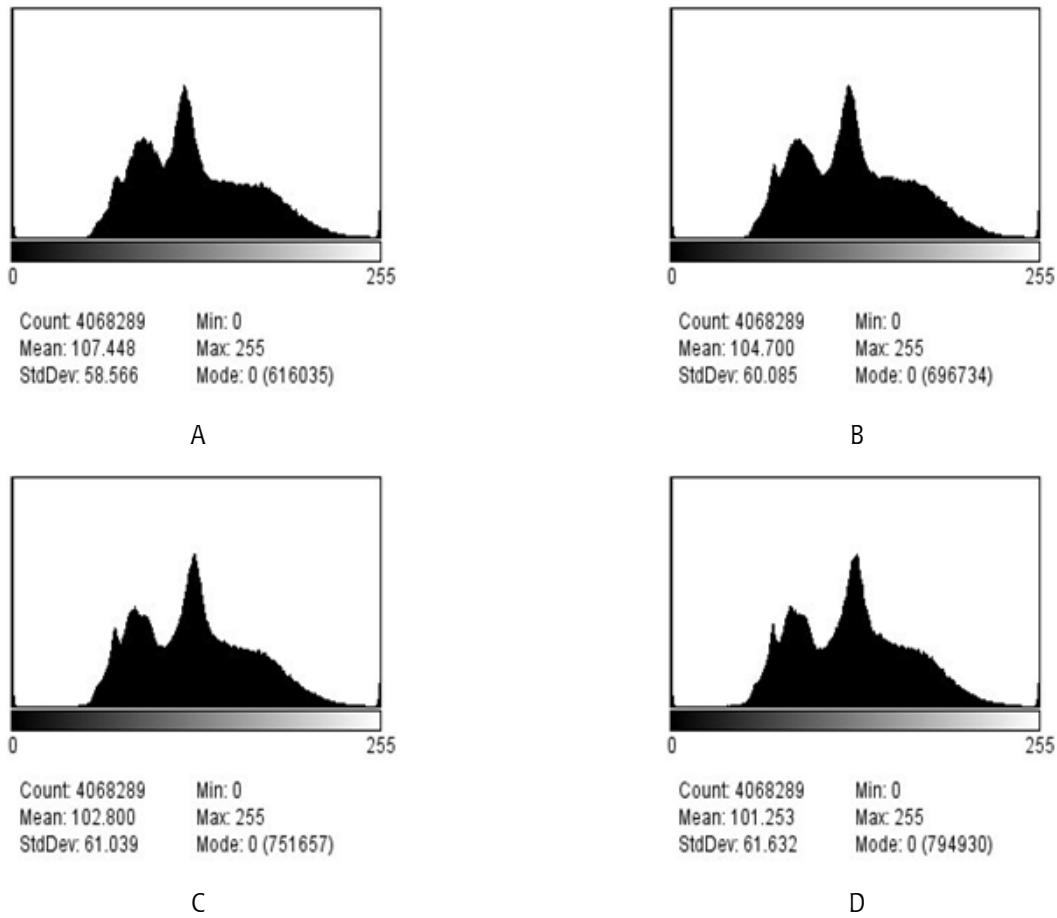 0 255
Count: 4068289 Min: 0
Mean: 107.448 Max: 255
StdDev: 58.566 Mode: 0 (616035)
A
0 255
Count: 4068289 Min: 0
Mean: 104.700 Max: 255
StdDev: 60.085 Mode: 0 (696734)
B
0 255
Count: 4068289 Min: 0
Mean: 102.800 Max: 255
StdDev: 61.039 Mode: 0 (751657)
C
0 255
Count: 4068289 Min: 0
Mean: 101.253 Max: 255
StdDev: 61.632 Mode: 0 (794930)
D